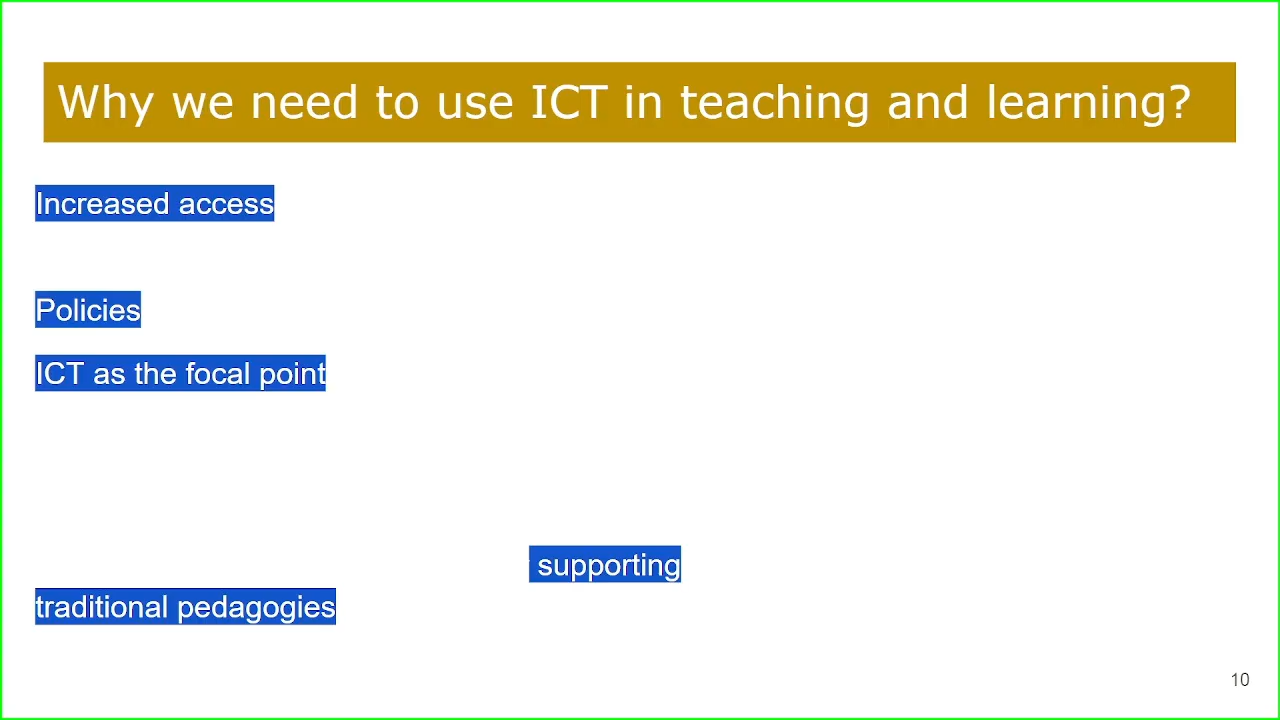 Why we need to use ICT in teaching and learning?
Increased access
Policies
ICT as the focal point
supporting
traditional pedagogies
10